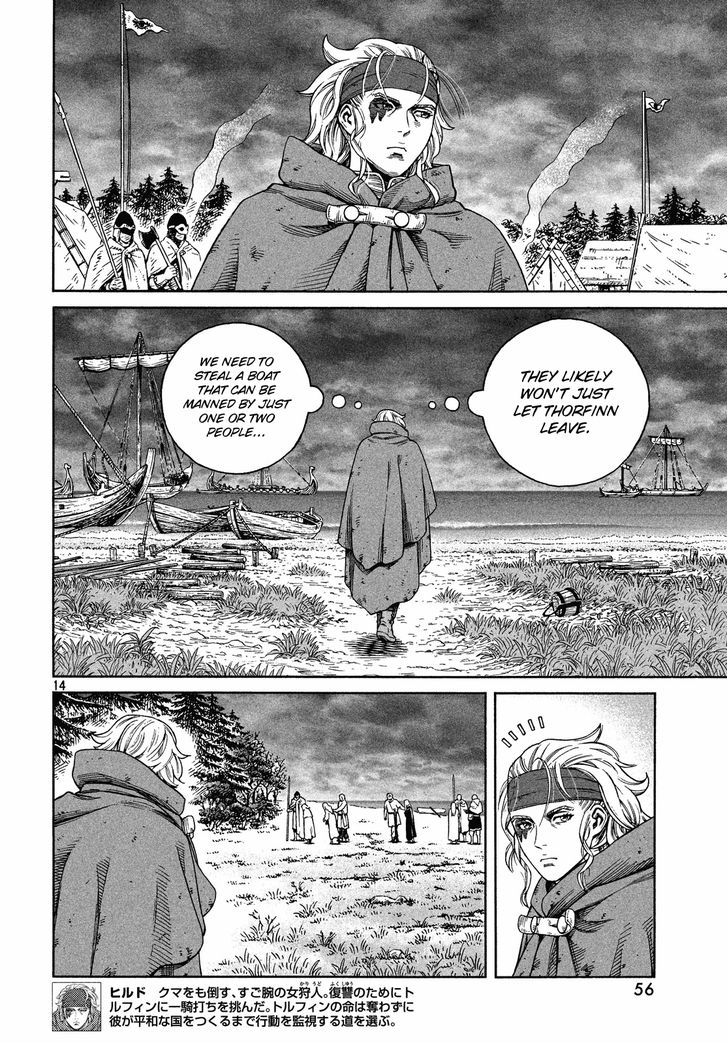 THEY LIKELY
WON'T JUST
LET THORFINN
LEAVE.
WE NEED TO
STEAL A BOAT
THAT CAN BE
MANNED BY JUST
ONE OR TWO
PEOPLE...
14
56
ヒルド クマをも倒す、すご腕の女狩人。復讐のためにト
ルフィンに一騎打ちを挑んだ。トルフィンの命は奪わずに
彼が平和な国をつくるまで行動を監視する道を選ぶ。